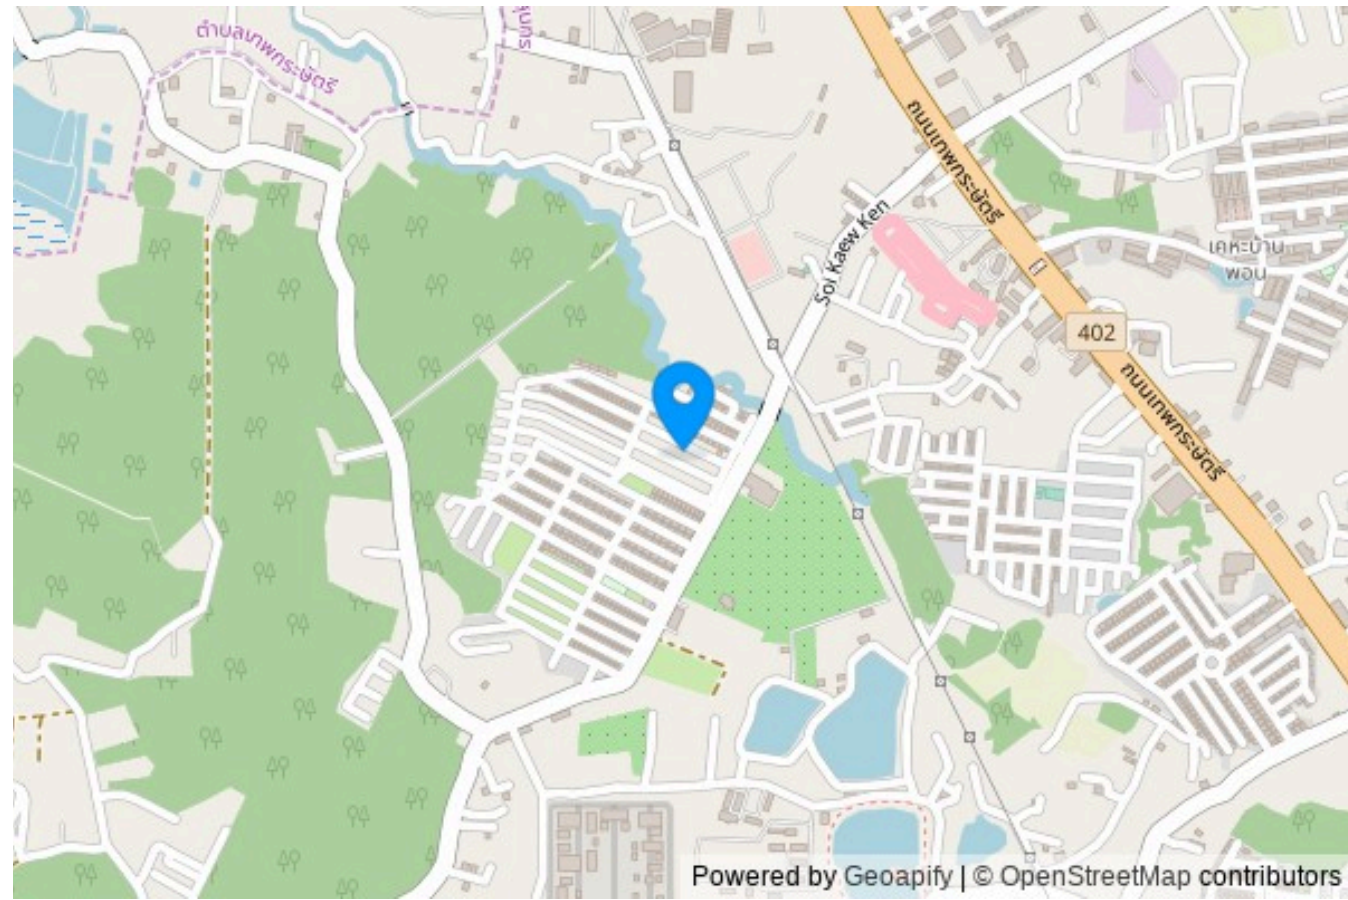 ตำบลเทพกระษัตรี
ถนนเทพกระษัตรี
Soi Kaew Ken
เคหะบ้าน
พอน
402
ถนนเทพกระษัตรี
Powered by Geoapify | © OpenStreetMap contributors